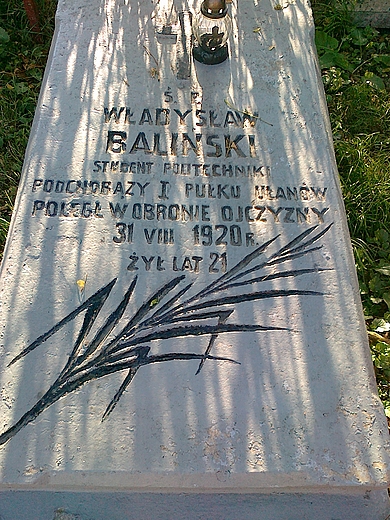 Ś. P.
WŁADYSŁAW
BALIŃSKI
STUDENT POLITECHNIKI
PODCHORĄŻY I PUŁKU UŁANÓW
POLEGŁ W OBRONIE OJCZYZNY
31 VIII 1920 R.
ŻYŁ LAT 21